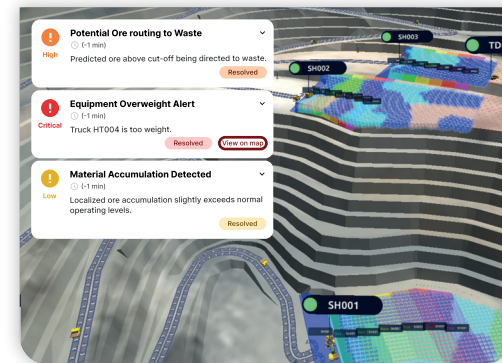 Potential Ore routing to Waste
High
(-1 min)
Predicted ore above cut-off being directed to waste.
Resolved
Equipment Overweight Alert
Critical
(-1 min)
Truck HT004 is too weight.
Resolved
View on map
Material Accumulation Detected
Low
(-1 min)
Localized ore accumulation slightly exceeds normal
operating levels.
Resolved
SH003
TD
SH002
SH001